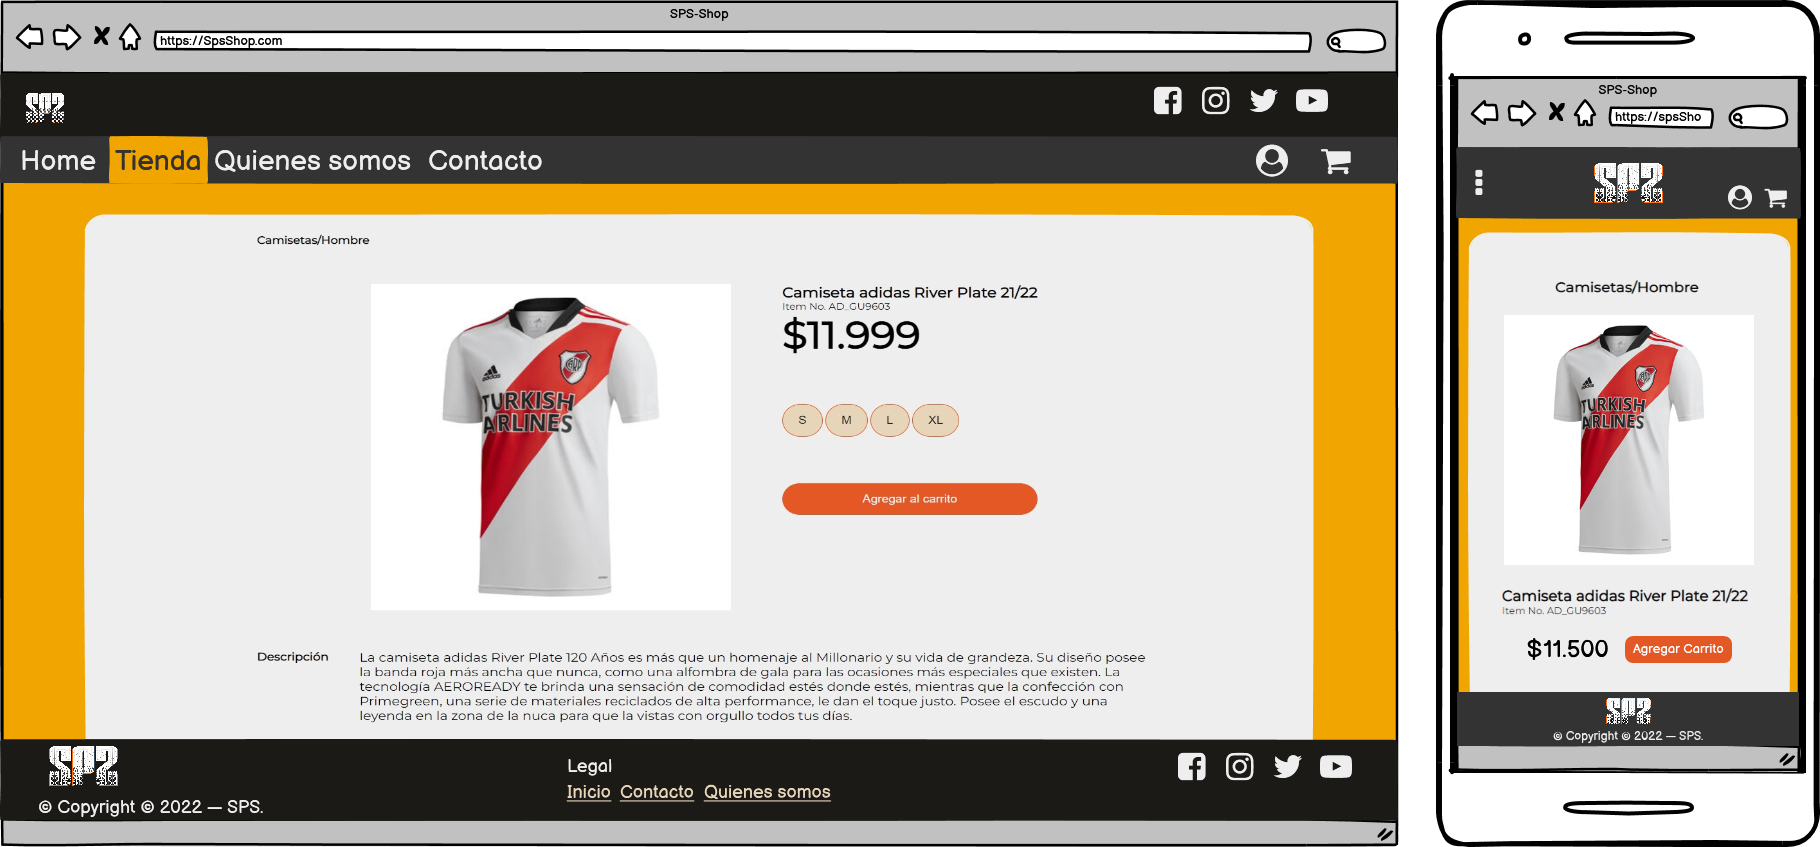 SPS-Shop
https://SpsShop.com
SPS
Home Tienda Quienes somos Contacto
Camisetas/Hombre
Camiseta adidas River Plate 21/22
Item No. AD_GU9603
$11.999
adidas
TURKISH
AIRLINES
S M L XL
Agregar al carrito
Descripción
La camiseta adidas River Plate 120 Años es más que un homenaje al Millonario y su vida de grandeza. Su diseño posee
la banda roja más ancha que nunca, como una alfombra de gala para las ocasiones más especiales que existen. La
tecnología AEROREADY te brinda una sensación de comodidad estés donde estés, mientras que la confección con
Primegreen, una serie de materiales reciclados de alta performance, le dan el toque justo. Posee el escudo y una
leyenda en la zona de la nuca para que la vistas con orgullo todos tus días.
SPS
© Copyright © 2022 — SPS.
Legal
Inicio Contacto Quienes somos
SPS-Shop
https://spsSho
SPS
Camisetas/Hombre
TURKISH
AIRLINES
Camiseta adidas River Plate 21/22
Item No. AD_GU9603
$11.500
Agregar Carrito
SPS
© Copyright © 2022 — SPS.